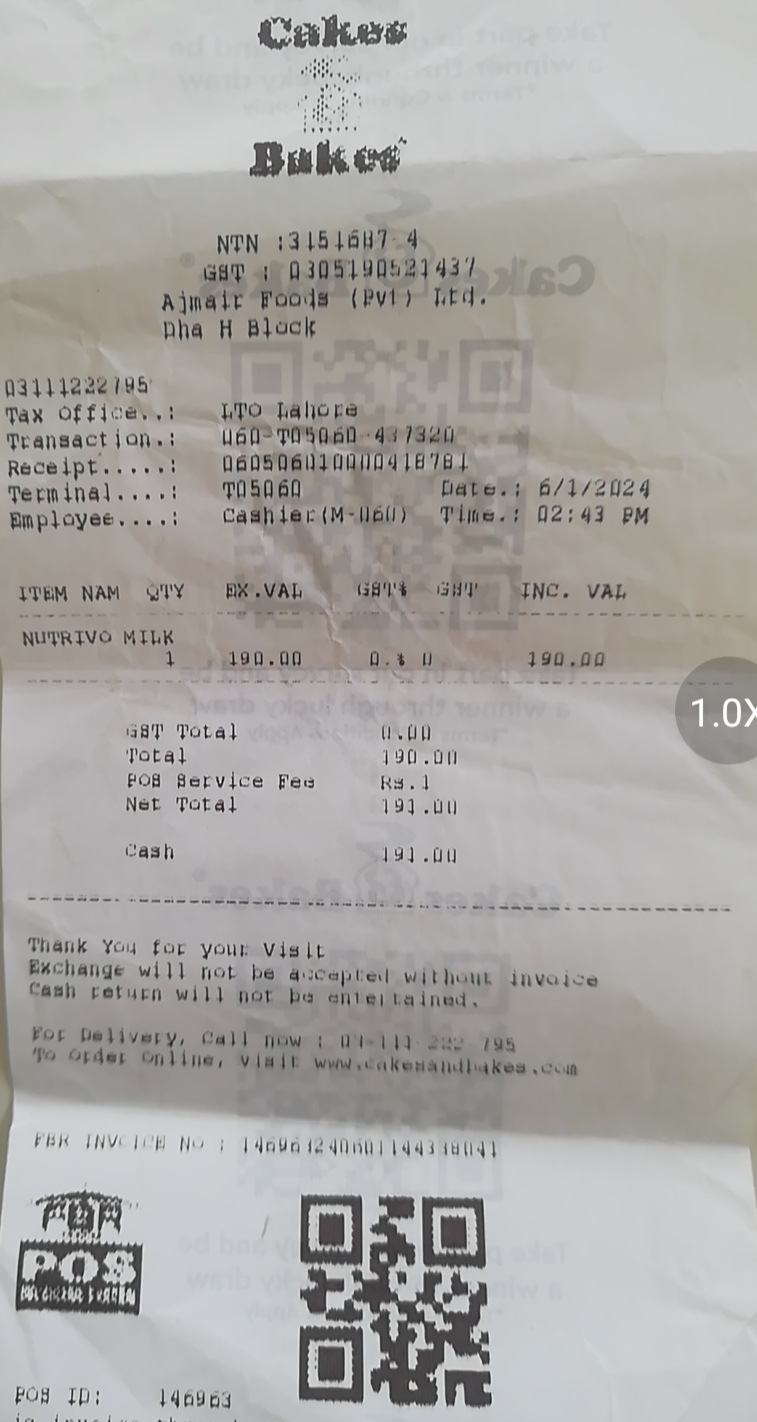 Cakes
Bakes
NTN :3151687-4
GST : 0305190521437
Ajmair Foods (Pvt) Ltd.
Dha H Block
03111222795
Tax Office..: LTO Lahore
Transaction.: 060-T05060-437320
Receipt.....: 060506010000418781
Terminal....: T05060 Date.: 6/1/2024
Employee....: Cashier(M-060) Time.: 02:43 PM
ITEM NAM QTY EX.VAL GST% GST INC. VAL
NUTRIVO MILK
1 190.00 0.% 0 190.00
GST Total 0.00
Total 190.00
POS Service Fee Rs.1
Net Total 191.00
Cash 191.00
Thank You for your Visit
Exchange will not be accepted without invoice
Cash return will not be entertained.
For Delivery, Call now : 03-111-222-795
To Order Online, visit www.cakesandbakes.com
FBR INVOICE No : 
POS
POS ID: 146963
1.0X